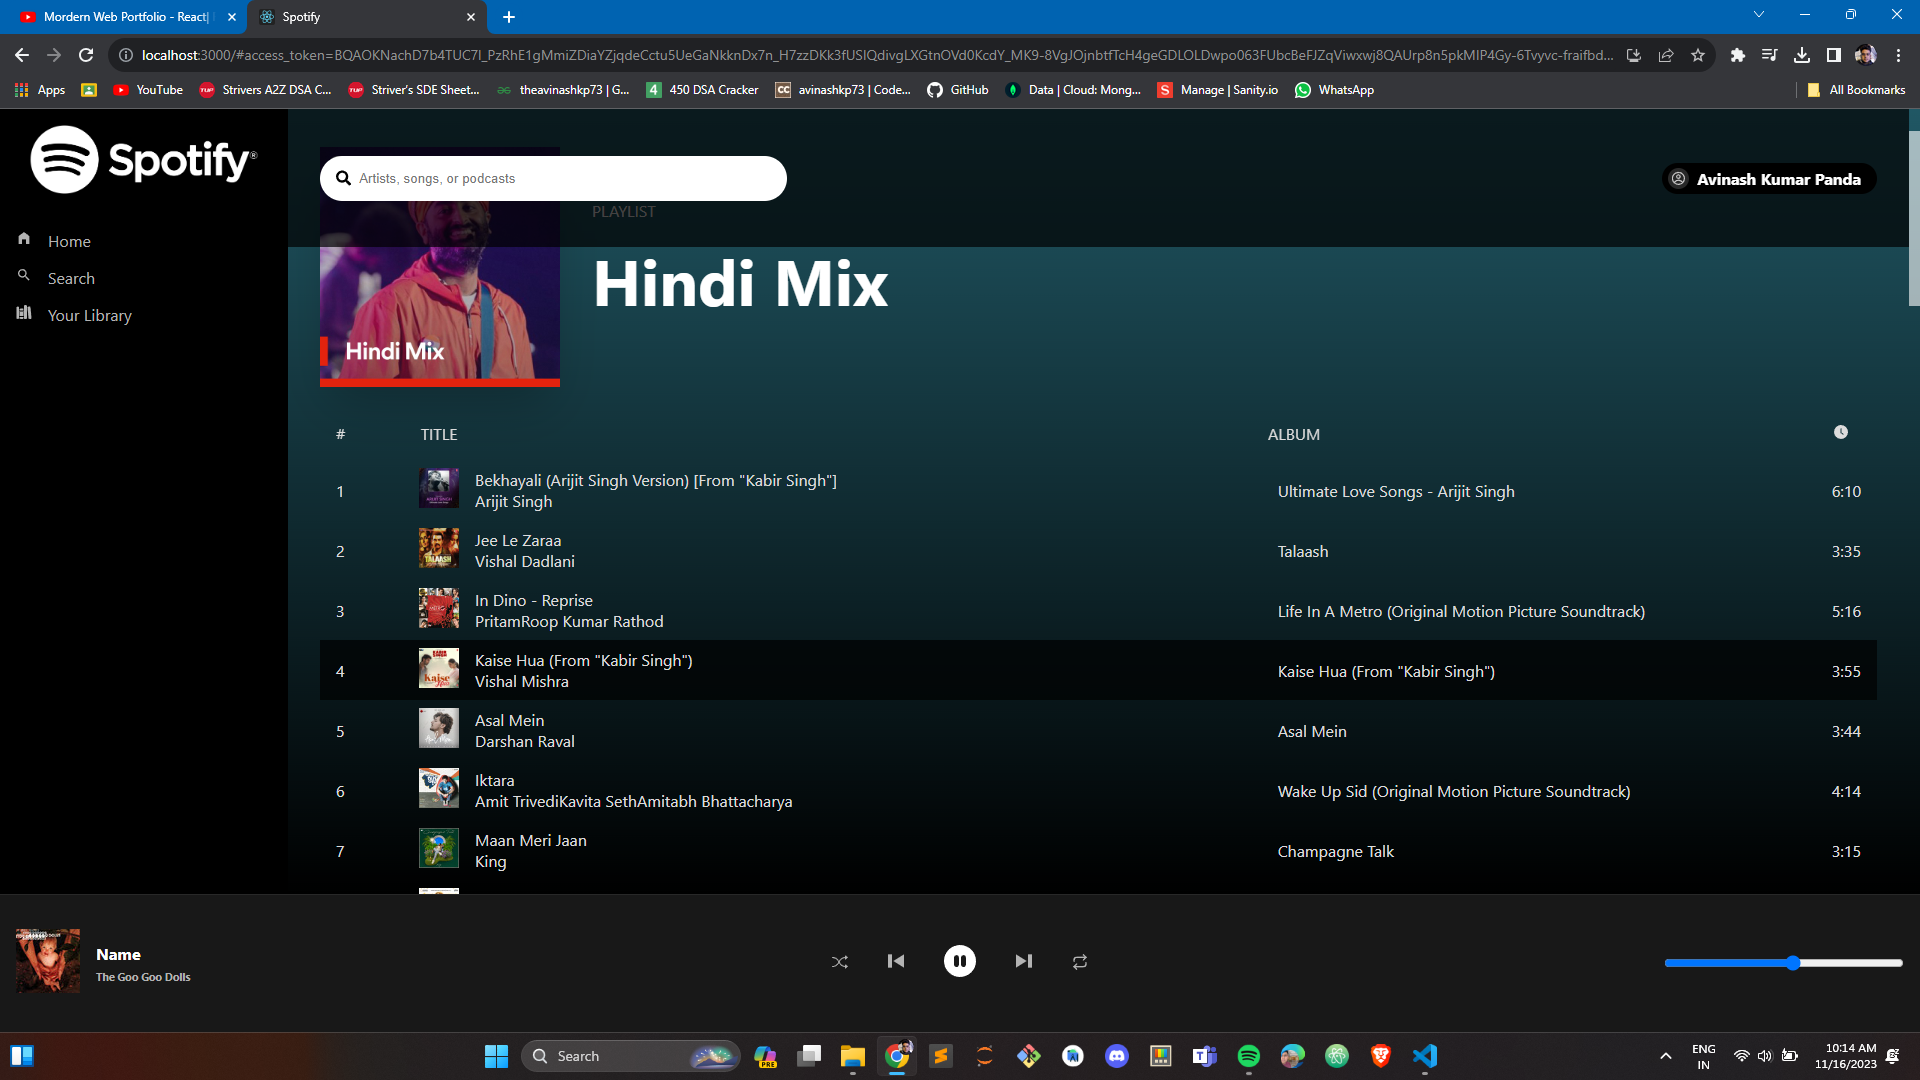 Mordern Web Portfolio - React|
Spotify
localhost:3000/#access_token=BQAOKNachD7b4TUC7l_PzRhE1gMmiZDiaYZjqdeCctu5UeGaNkknDx7n_H7zzDKk3fUSIQdivgLXGtnOVd0KcdY_MK9-8VgJOjnbtfTcH4geGDLOLDwpo063FUbcBeFJZqViwxwj8QAUrp8n5pkMIP4Gy-6Tvyvc-fraifbd...
Apps
YouTube
Strivers A2Z DSA C...
Striver's SDE Sheet...
theavinashkp73 | G...
450 DSA Cracker
avinashkp73 | Code...
GitHub
Data | Cloud: Mong...
Manage | Sanity.io
WhatsApp
All Bookmarks
Spotify®
Artists, songs, or podcasts
Avinash Kumar Panda
PLAYLIST
Home
Search
Your Library
Hindi Mix
Hindi Mix
# TITLE ALBUM
1 Bekhayali (Arijit Singh Version) [From "Kabir Singh"] Ultimate Love Songs - Arijit Singh 6:10
Arijit Singh
2 Jee Le Zaraa Talaash 3:35
Vishal Dadlani
3 In Dino - Reprise Life In A Metro (Original Motion Picture Soundtrack) 5:16
PritamRoop Kumar Rathod
4 Kaise Hua (From "Kabir Singh") Kaise Hua (From "Kabir Singh") 3:55
Vishal Mishra
5 Asal Mein Asal Mein 3:44
Darshan Raval
6 Iktara Wake Up Sid (Original Motion Picture Soundtrack) 4:14
Amit TrivediKavita SethAmitabh Bhattacharya
7 Maan Meri Jaan Champagne Talk 3:15
King
Name
The Goo Goo Dolls
Search
PRE
ENG
IN
10:14 AM
11/16/2023